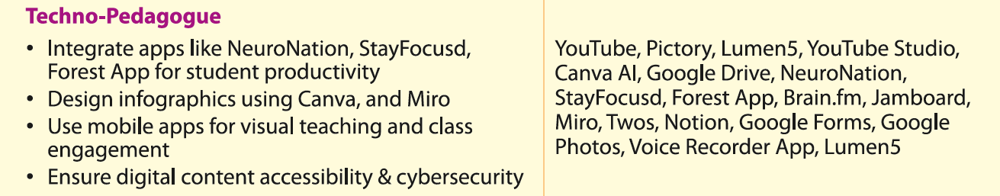 Techno-Pedagogue
• Integrate apps like NeuroNation, StayFocusd,
Forest App for student productivity
• Design infographics using Canva, and Miro
• Use mobile apps for visual teaching and class
engagement
• Ensure digital content accessibility & cybersecurity
YouTube, Pictory, Lumen5, YouTube Studio,
Canva AI, Google Drive, NeuroNation,
StayFocusd, Forest App, Brain.fm, Jamboard,
Miro, Twos, Notion, Google Forms, Google
Photos, Voice Recorder App, Lumen5